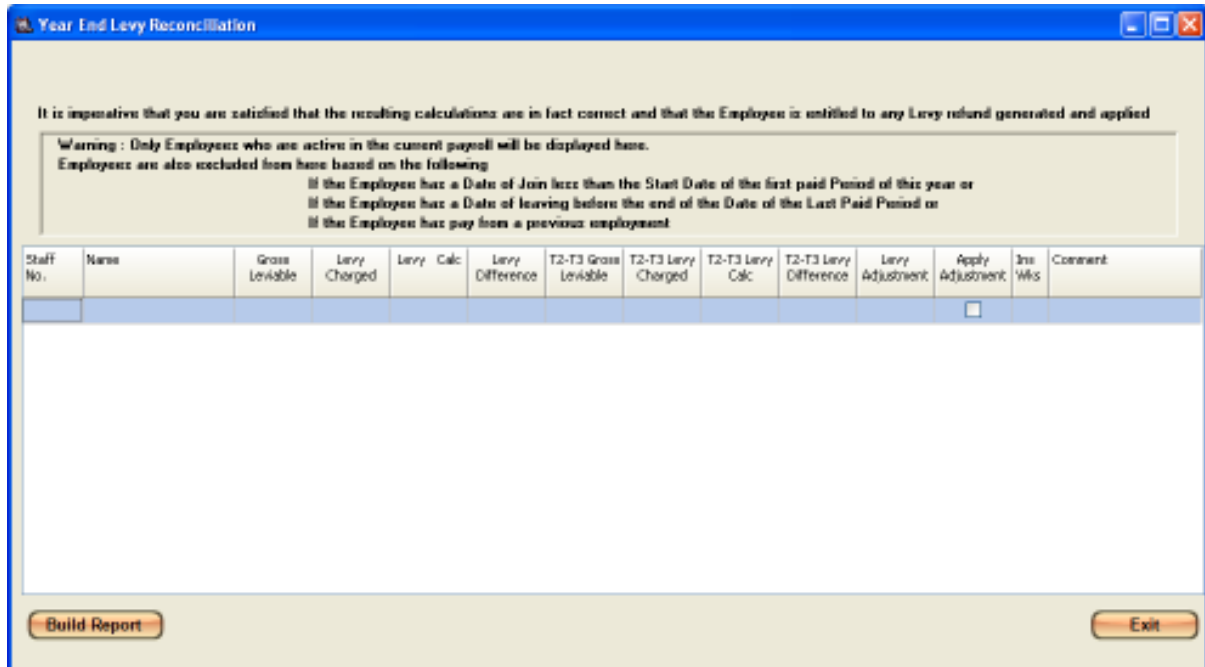 Year End Levy Reconciliation
It is imperative that you are satisfied that the resulting calculations are in fact correct and that the Employee is entitled to any Levy refund generated and applied
Warning : Only Employees who are active in the current payroll will be displayed here.
Employees are also excluded from here based on the following
If the Employee has a Date of Join less than the Start Date of the first paid Period of this year or
If the Employee has a Date of leaving before the end of the Date of the Last Paid Period or
If the Employee has pay from a previous employment
Staff No. Name Gross Leviable Levy Charged Levy Calc Levy Difference T2-T3 Gross Leviable T2-T3 Levy Charged T2-T3 Levy Calc T2-T3 Levy Difference Levy Adjustment Apply Adjustment Ins Wks Comment
Build Report Exit